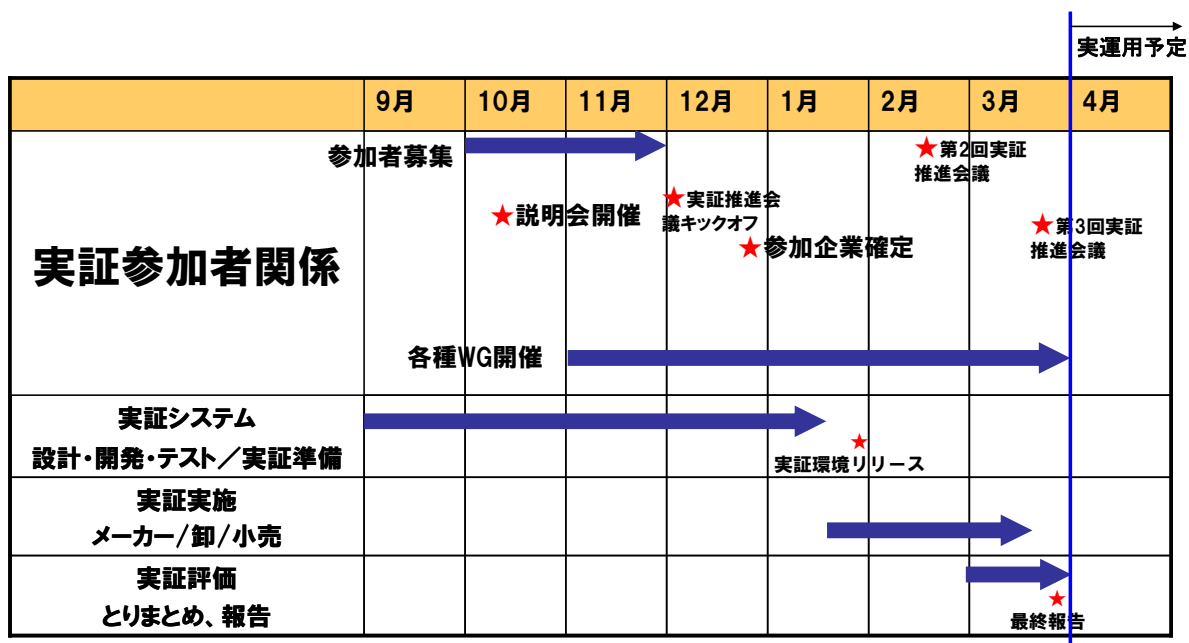 実運用予定
9月 10月 11月 12月 1月 2月 3月 4月
実証参加者関係
参加者募集
★説明会開催
★実証推進会
議キックオフ
★参加企業確定
★第2回実証
推進会議
★第3回実証
推進会議
各種WG開催
実証システム
設計・開発・テスト／実証準備
★
実証環境リリース
実証実施
メーカー/卸/小売
実証評価
とりまとめ、報告
★
最終報告